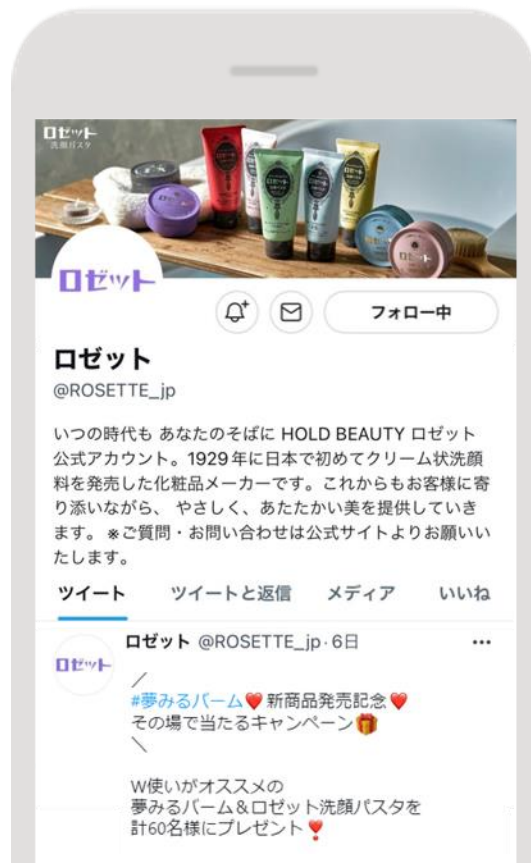 ロゼット
洗顔パスタ
ロゼット
フォロー中
ロゼット
@ROSETTE_jp
いつの時代も あなたのそばに HOLD BEAUTY ロゼット
公式アカウント。1929年に日本で初めてクリーム状洗顔
料を発売した化粧品メーカーです。これからもお客様に寄
り添いながら、 やさしく、あたたかい美を提供していき
ます。 ※ご質問・お問い合わせは公式サイトよりお願いい
たします。
ツイート ツイートと返信 メディア いいね
ロゼット @ROSETTE_jp·6日
ロゼット
／
#夢みるバーム❤️新商品発売記念❤️
その場で当たるキャンペーン🎁
＼
W使いがオススメの
夢みるバーム＆ロゼット洗顔パスタを
計60名様にプレゼント❣️